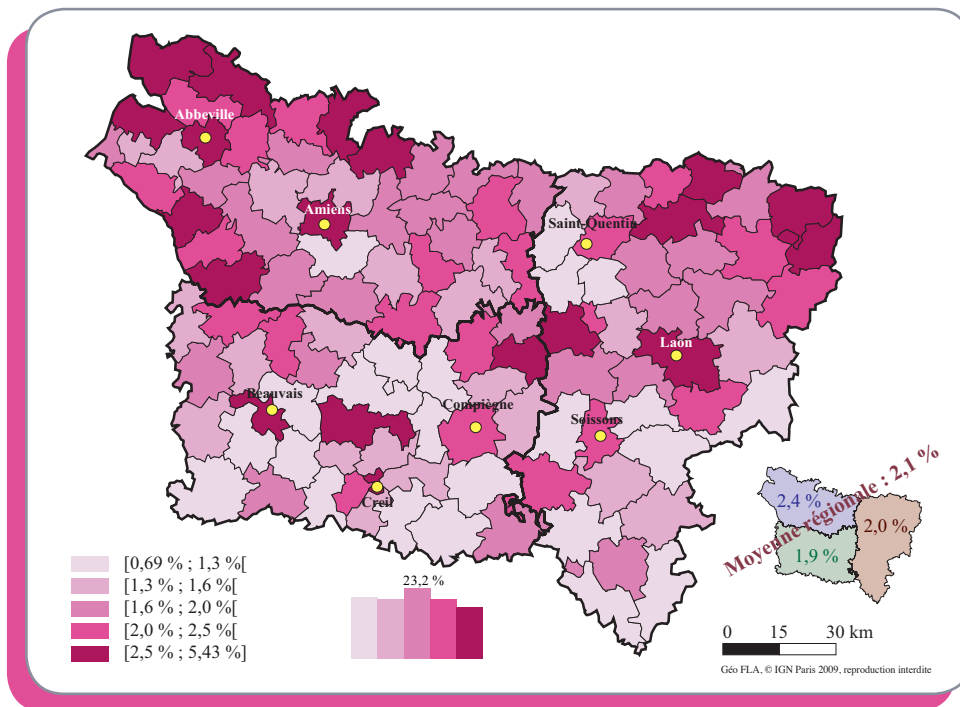 Abbeville
Amiens
Saint-Quentin
Laon
Beauvais
Compiègne
Soissons
Creil
[0,69 % ; 1,3 %[
[1,3 % ; 1,6 %[
[1,6 % ; 2,0 %[
[2,0 % ; 2,5 %[
[2,5 % ; 5,43 %]
23,2 %
Moyenne régionale : 2,1 %
2,4 %
2,0 %
1,9 %
0 15 30 km
Géo FLA, © IGN Paris 2009, reproduction interdite